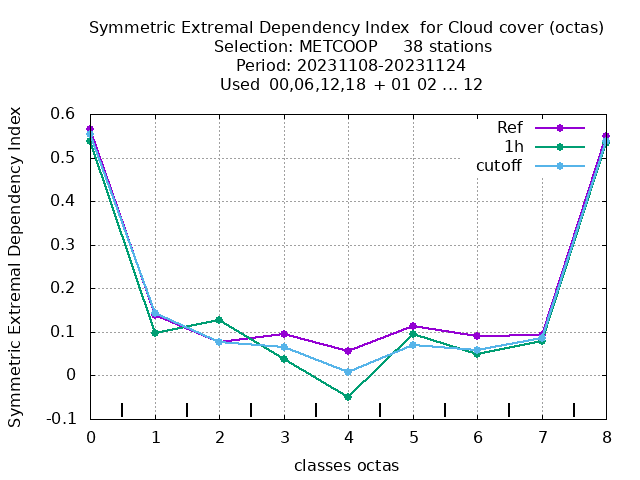 Symmetric Extremal Dependency Index  for Cloud cover (octas)
Selection: METCOOP     38 stations
Period: 20231108-20231124
Used  00,06,12,18  + 01 02 ... 12
Symmetric Extremal Dependency Index
0.6
0.5
0.4
0.3
0.2
0.1
0
-0.1
Ref
1h
cutoff
0 1 2 3 4 5 6 7 8
classes octas